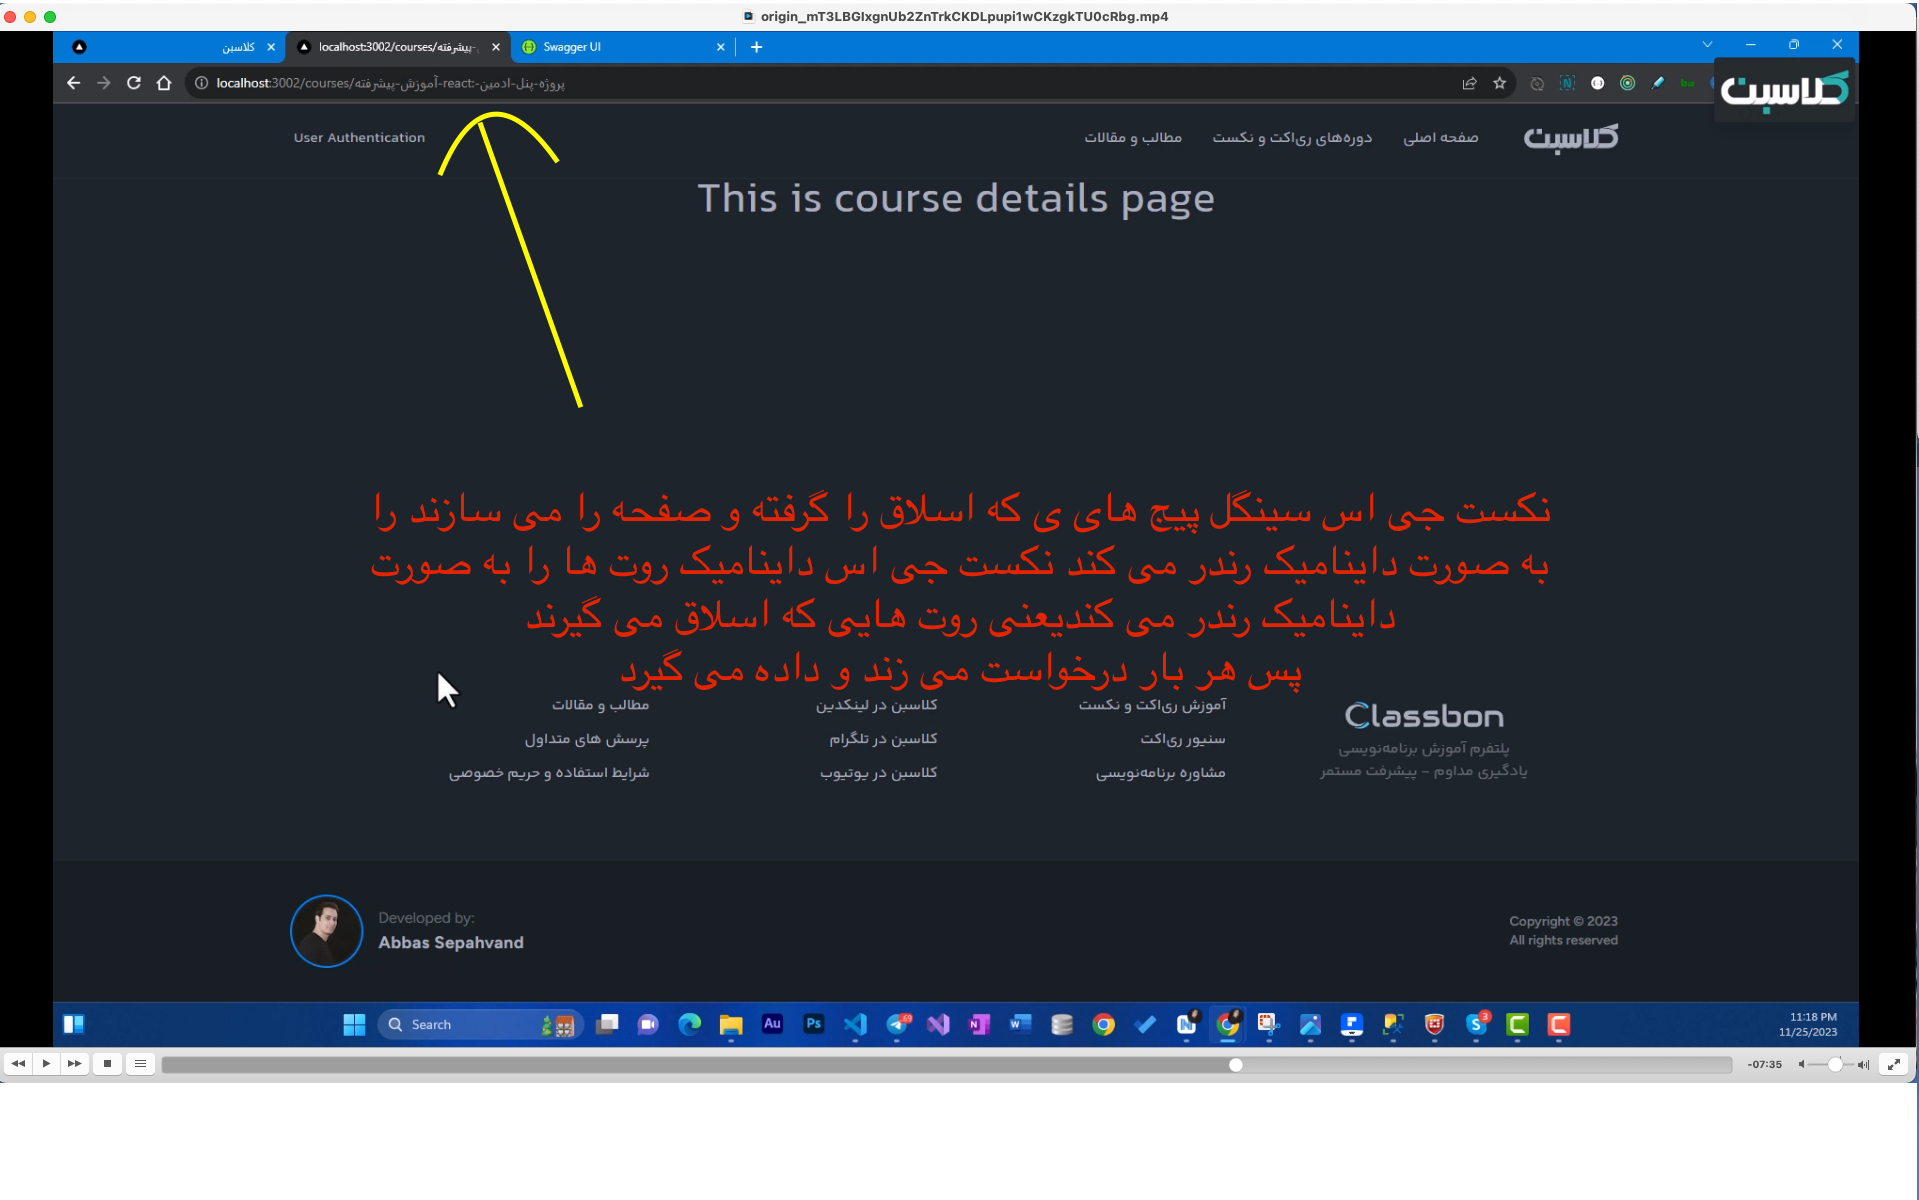 origin_mT3LBGIxgnUb2ZnTrkCKDLpupi1wCKzgkTU0cRbg.mp4
کلاسبن
localhost:3002/courses/پیشرفته-
Swagger UI
localhost:3002/courses/آموزش-پیشرفته-react:-پروژه-پنل-ادمین
کلاسبن
User Authentication
مطالب و مقالات
دوره‌های ری‌اکت و نکست
صفحه اصلی
کلاسبن
This is course details page
نکست جی اس سینگل پیج های ی که اسلاق را گرفته و صفحه را می سازند را
به صورت داینامیک رندر می کند نکست جی اس داینامیک روت ها را به صورت
داینامیک رندر می کندیعنی روت هایی که اسلاق می گیرند
پس هر بار درخواست می زند و داده می گیرد
Classbon
پلتفرم آموزش برنامه‌نویسی
یادگیری مداوم - پیشرفت مستمر
آموزش ری‌اکت و نکست
سنیور ری‌اکت
مشاوره برنامه‌نویسی
کلاسبن در لینکدین
کلاسبن در تلگرام
کلاسبن در یوتیوب
مطالب و مقالات
پرسش های متداول
شرایط استفاده و حریم خصوصی
Developed by:
Abbas Sepahvand
Copyright © 2023
All rights reserved
Search
Au
Ps
69
3
11:18 PM
11/25/2023
-07:35